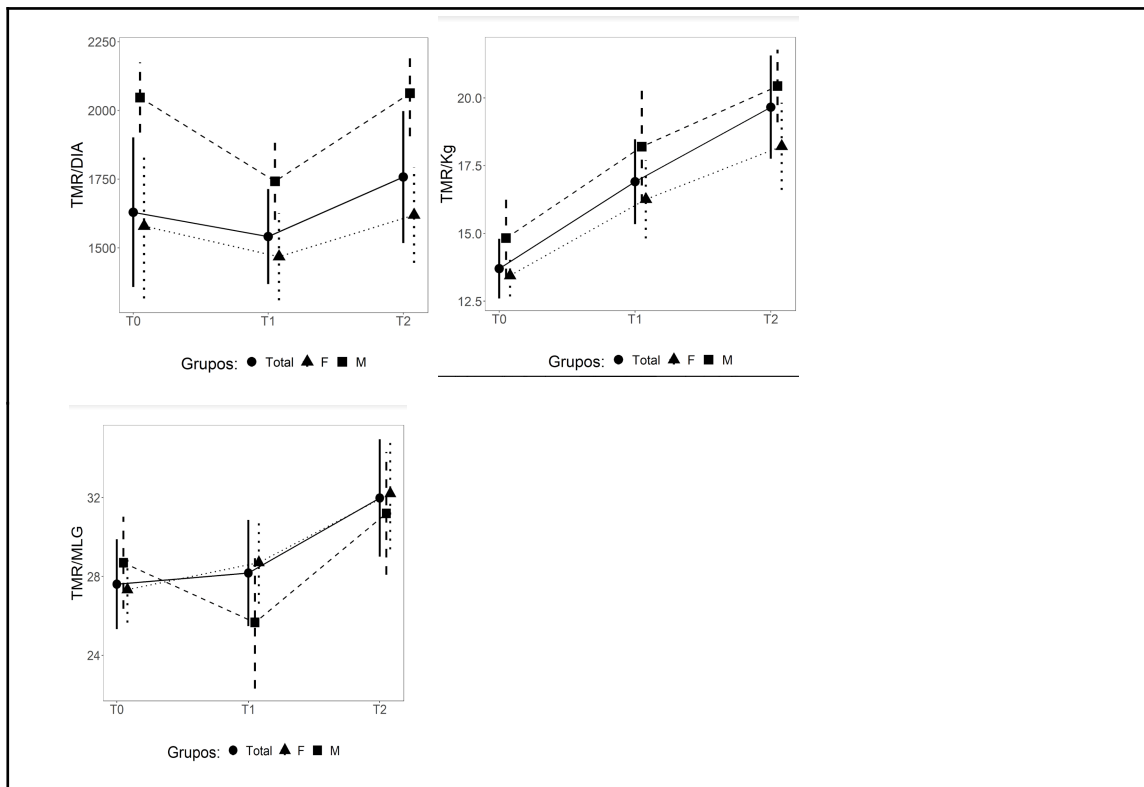 2250
2000
1750
1500
TMR/DIA
T0 T1 T2
Grupos: Total F M
20.0
17.5
15.0
12.5
TMR/Kg
T0 T1 T2
Grupos: Total F M
32
28
24
TMR/MLG
T0 T1 T2
Grupos: Total F M